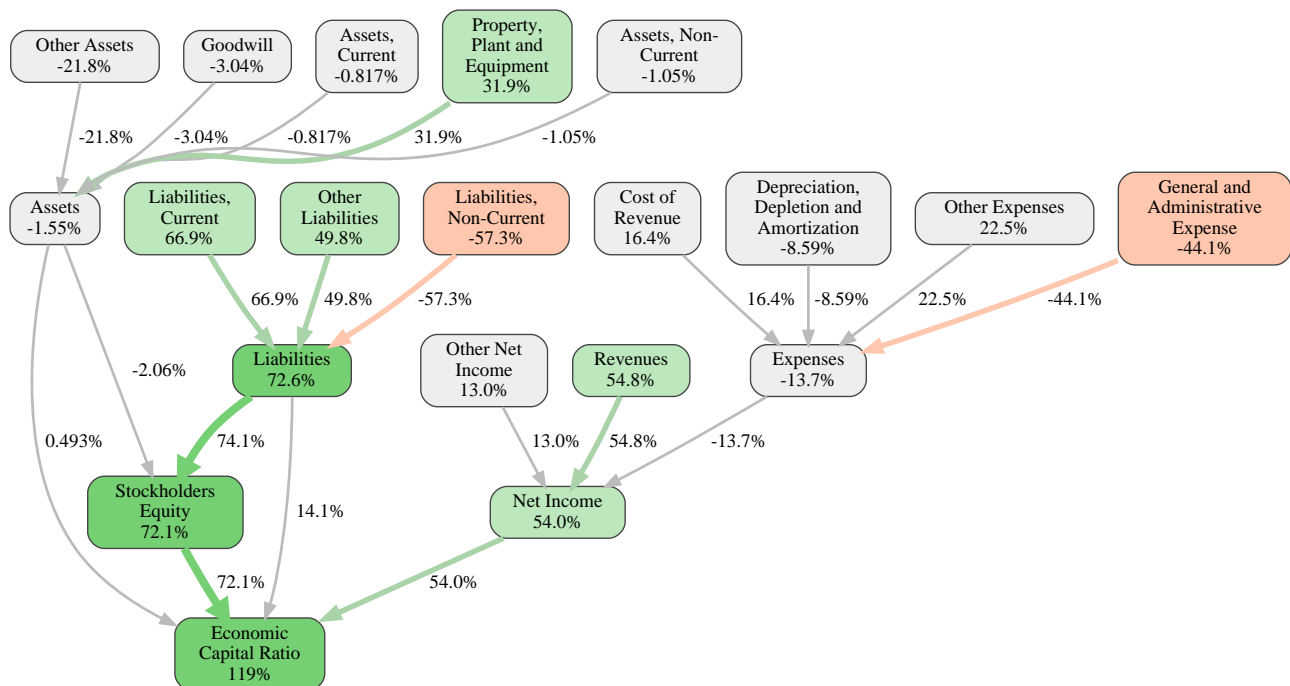 Other Assets
-21.8%
Goodwill
-3.04%
Assets,
Current
-0.817%
Property,
Plant and
Equipment
31.9%
Assets, Non-
Current
-1.05%
-21.8%
-3.04%
-0.817%
31.9%
-1.05%
Assets
-1.55%
Liabilities,
Current
66.9%
Other
Liabilities
49.8%
Liabilities,
Non-Current
-57.3%
Cost of
Revenue
16.4%
Depreciation,
Depletion and
Amortization
-8.59%
Other Expenses
22.5%
General and
Administrative
Expense
-44.1%
66.9%
49.8%
-57.3%
16.4%
-8.59%
22.5%
-44.1%
-2.06%
Liabilities
72.6%
Other Net
Income
13.0%
Revenues
54.8%
Expenses
-13.7%
0.493%
74.1%
13.0%
54.8%
-13.7%
Stockholders
Equity
72.1%
14.1%
Net Income
54.0%
72.1%
54.0%
Economic
Capital Ratio
119%